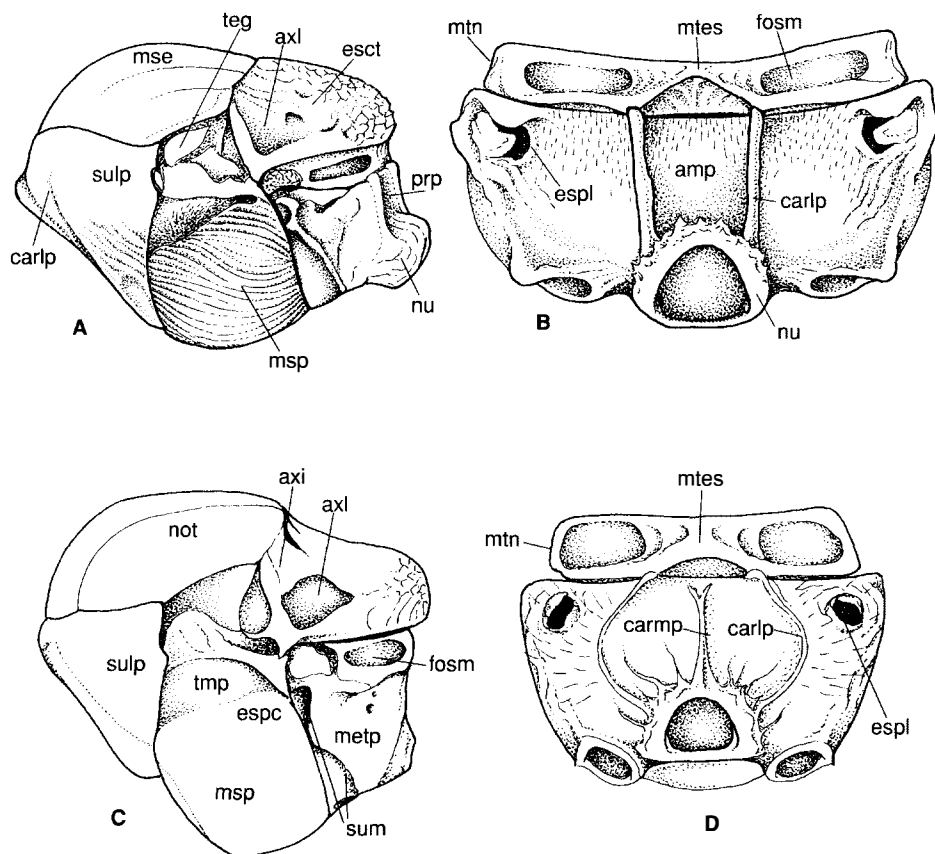 teg
axl
esct
mse
sulp
prp
carlp
nu
msp
A
mtn
mtes
fosm
espl
amp
carlp
nu
B
axi
axl
not
sulp
tmp
fosm
espc
metp
msp
sum
C
mtes
mtn
carmp
carlp
espl
D